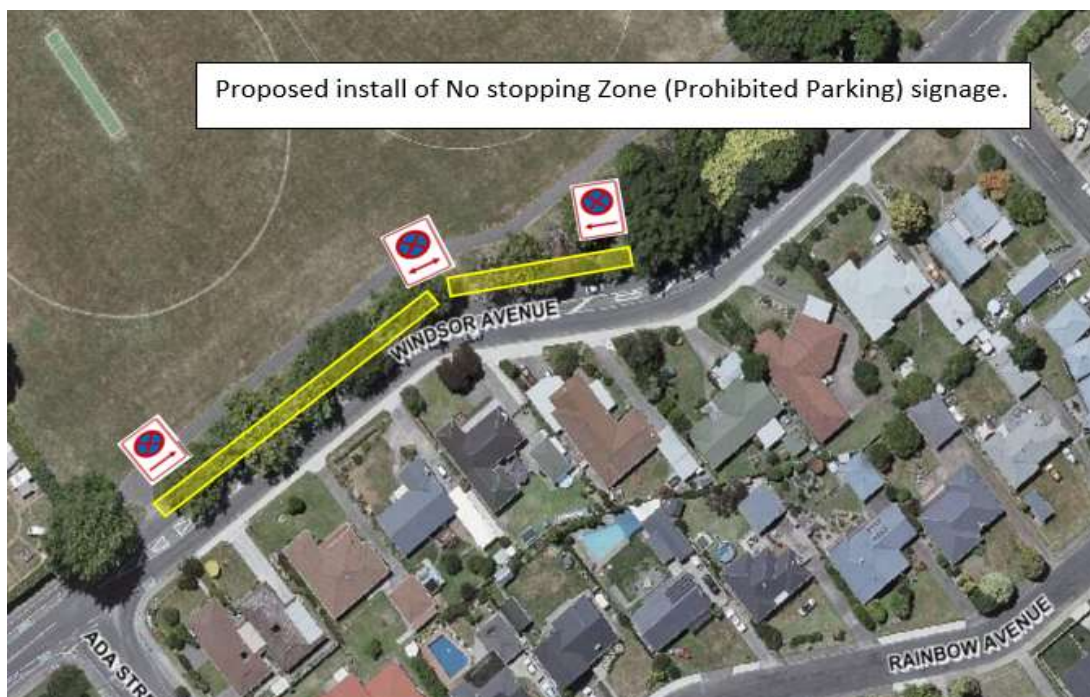 Proposed install of No stopping Zone (Prohibited Parking) signage.
WINDSOR AVENUE
ADA STR
RAINBOW AVENUE